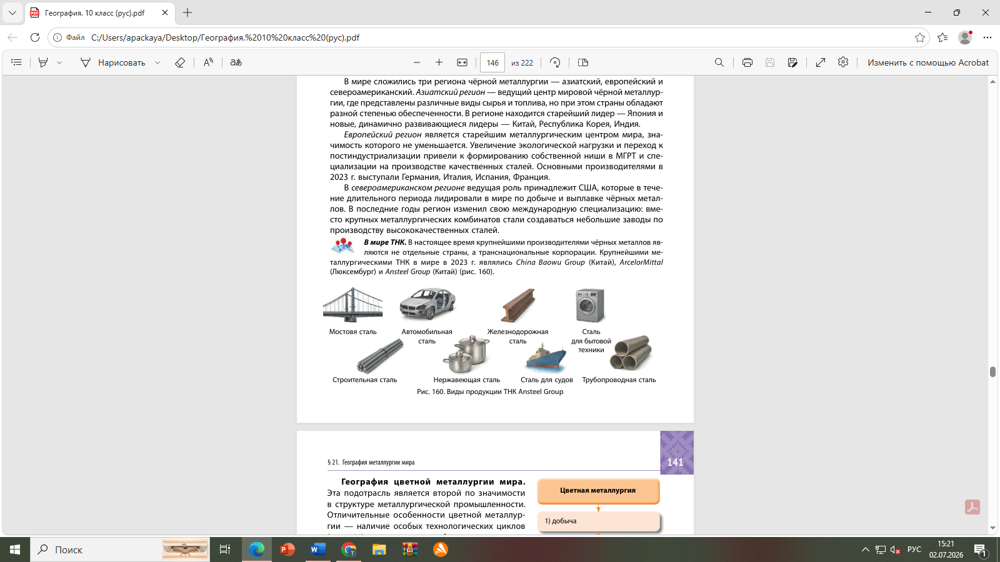 География. 10 класс (рус).pdf
Файл
C:/Users/apackaya/Desktop/География.%2010%20класс%20(рус).pdf
Нарисовать
146 из 222
Изменить с помощью Acrobat
В мире сложились три региона чёрной металлургии — азиатский, европейский и
североамериканский. Азиатский регион — ведущий центр мировой чёрной металлур-
гии, где представлены различные виды сырья и топлива, но при этом страны обладают
разной степенью обеспеченности. В регионе находится старейший лидер — Япония и
новые, динамично развивающиеся лидеры — Китай, Республика Корея, Индия.
Европейский регион является старейшим металлургическим центром мира, зна-
чимость которого не уменьшается. Увеличение экологической нагрузки и переход к
постиндустриализации привели к формированию собственной ниши в МГРТ и спе-
циализации на производстве качественных сталей. Основными производителями в
2023 г. выступали Германия, Италия, Испания, Франция.
В североамериканском регионе ведущая роль принадлежит США, которые в тече-
ние длительного периода лидировали в мире по добыче и выплавке чёрных метал-
лов. В последние годы регион изменил свою международную специализацию: вме-
сто крупных металлургических комбинатов стали создаваться небольшие заводы по
производству высококачественных сталей.
В мире ТНК. В настоящее время крупнейшими производителями чёрных металлов яв-
ляются не отдельные страны, а транснациональные корпорации. Крупнейшими ме-
таллургическими ТНК в мире в 2023 г. являлись China Baowu Group (Китай), ArcelorMittal
(Люксембург) и Ansteel Group (Китай) (рис. 160).
Мостовя сталь
Автомобильная
сталь
Железнодорожная
сталь
Сталь
для бытовой
техники
Строительная сталь
Нержавеющая сталь
Сталь для судов
Трубопроводная сталь
Рис. 160. Виды продукции ТНК Ansteel Group
§ 21. География металлургии мира
141
География цветной металлургии мира.
Эта подотрасль является второй по значимости
в структуре металлургической промышленности.
Отличительные особенности цветной металлур-
гии — наличие особых технологических циклов
Цветная металлургия
1) добыча
Поиск
РУС
15:21
02.07.2026
1